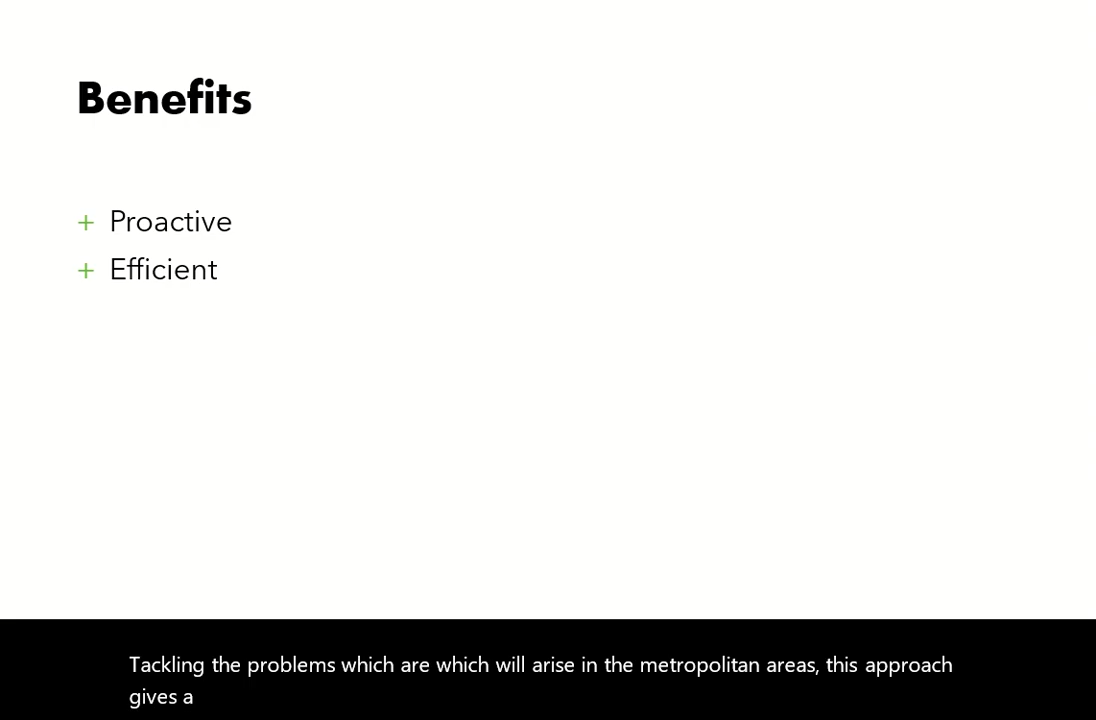 Benefits
+ Proactive
+ Efficient
Tackling the problems which are which will arise in the metropolitan areas, this approach
gives a